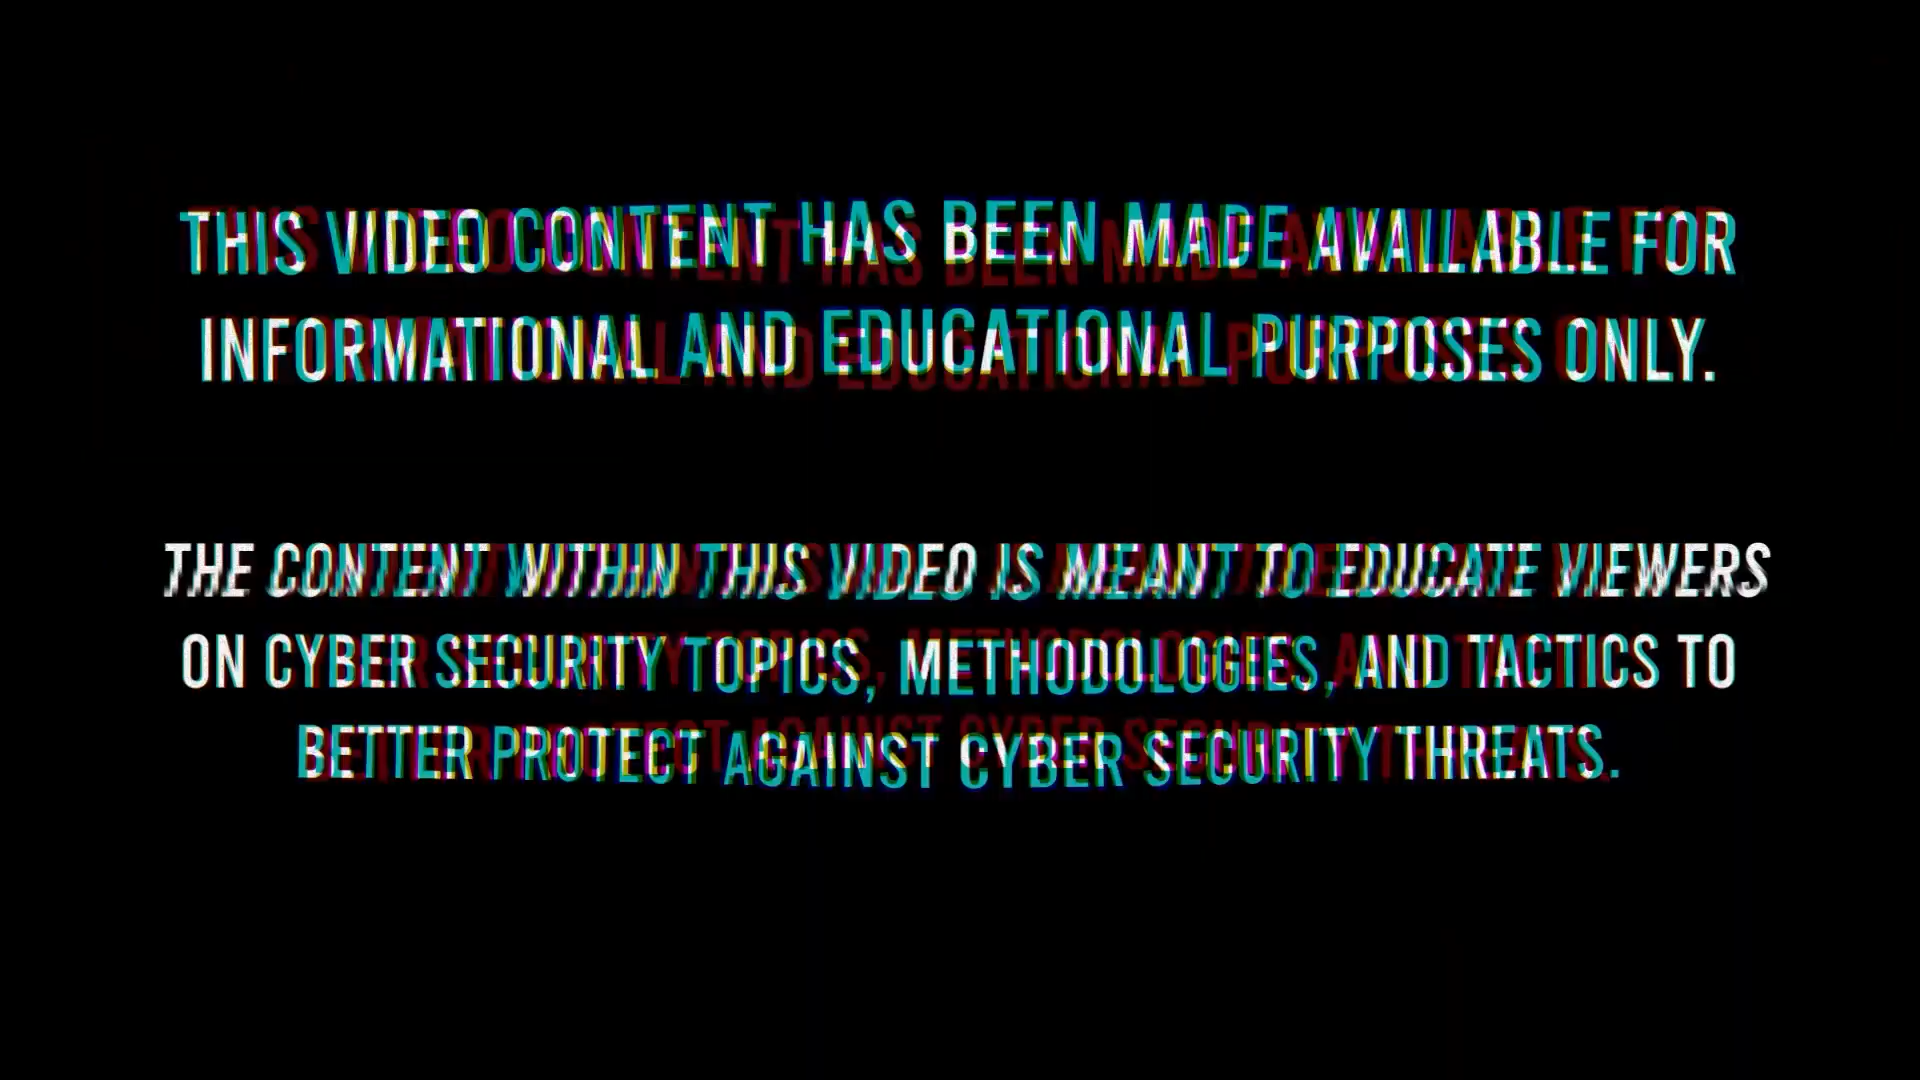 THIS VIDEO CONTENT HAS BEEN MADE AVAILABLE FOR
INFORMATIONAL AND EDUCATIONAL PURPOSES ONLY.
THE CONTENT WITHIN THIS VIDEO IS MEANT TO EDUCATE VIEWERS
ON CYBER SECURITY TOPICS, METHODOLOGIES, AND TACTICS TO
BETTER PROTECT AGAINST CYBER SECURITY THREATS.